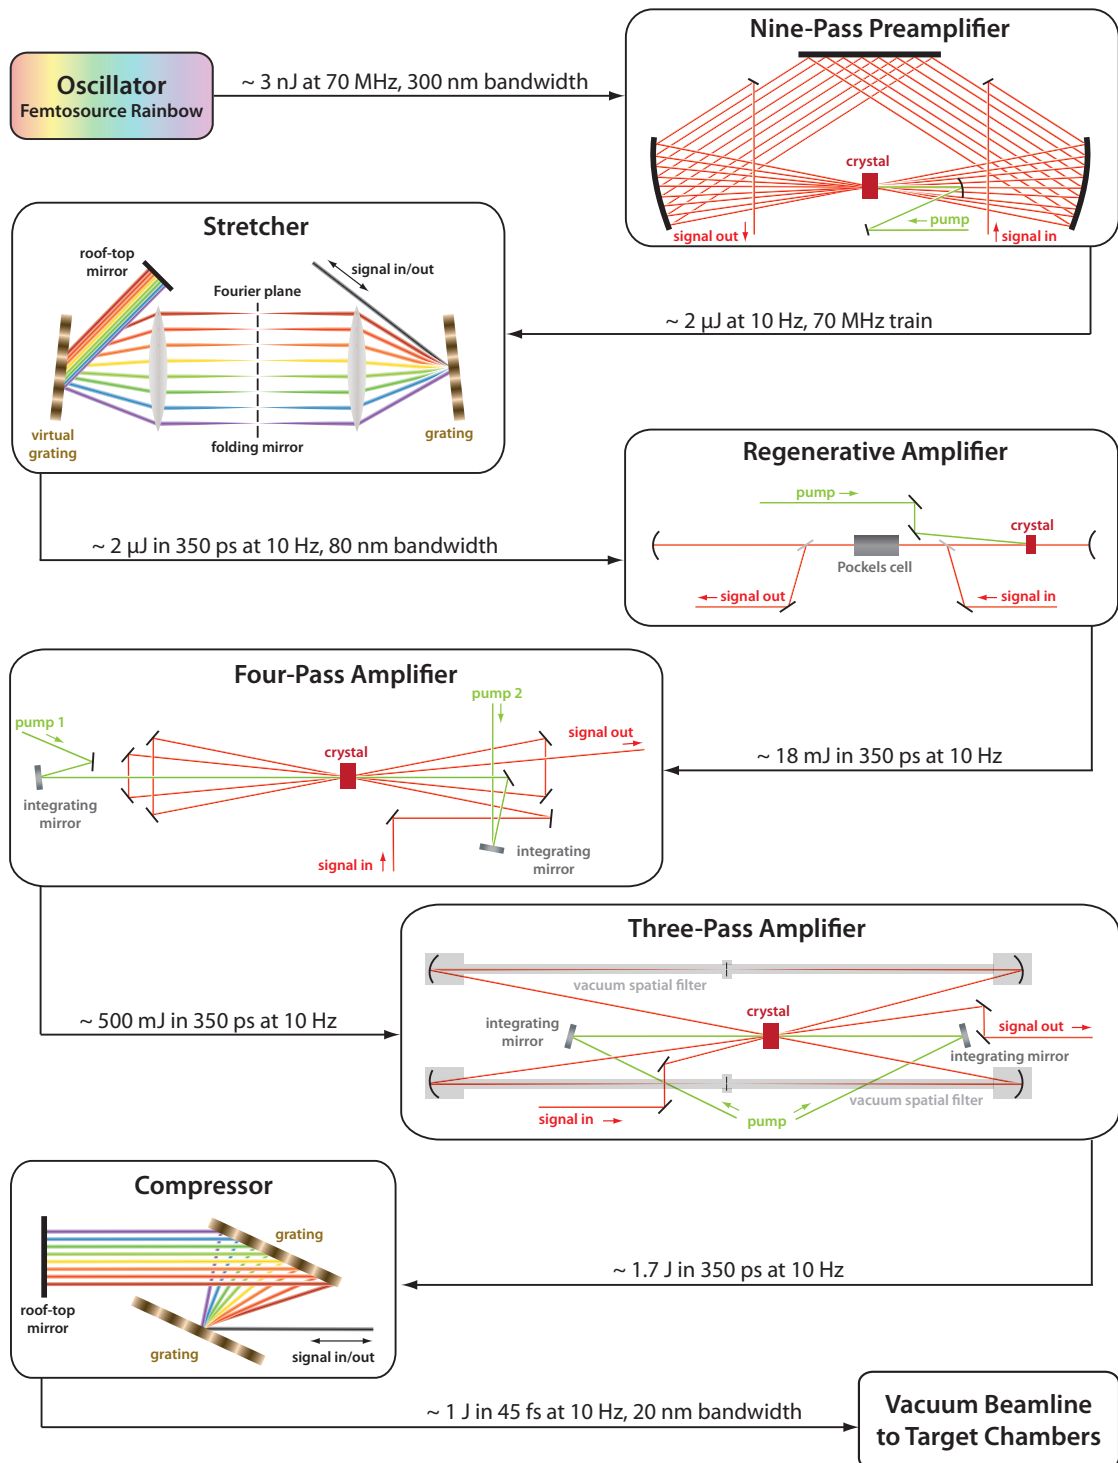 Oscillator
Femtosource Rainbow
~ 3 nJ at 70 MHz, 300 nm bandwidth
Nine-Pass Preamplifier
crystal
pump
signal out
signal in
~ 2 µJ at 10 Hz, 70 MHz train
Stretcher
roof-top
mirror
signal in/out
Fourier plane
virtual
grating
folding mirror
grating
~ 2 µJ in 350 ps at 10 Hz, 80 nm bandwidth
Regenerative Amplifier
pump
crystal
Pockels cell
signal out
signal in
~ 18 mJ in 350 ps at 10 Hz
Four-Pass Amplifier
pump 1
pump 2
signal out
crystal
integrating
mirror
signal in
integrating
mirror
~ 500 mJ in 350 ps at 10 Hz
Three-Pass Amplifier
vacuum spatial filter
crystal
integrating
mirror
signal out
integrating mirror
vacuum spatial filter
signal in
pump
~ 1.7 J in 350 ps at 10 Hz
Compressor
grating
roof-top
mirror
grating
signal in/out
~ 1 J in 45 fs at 10 Hz, 20 nm bandwidth
Vacuum Beamline
to Target Chambers